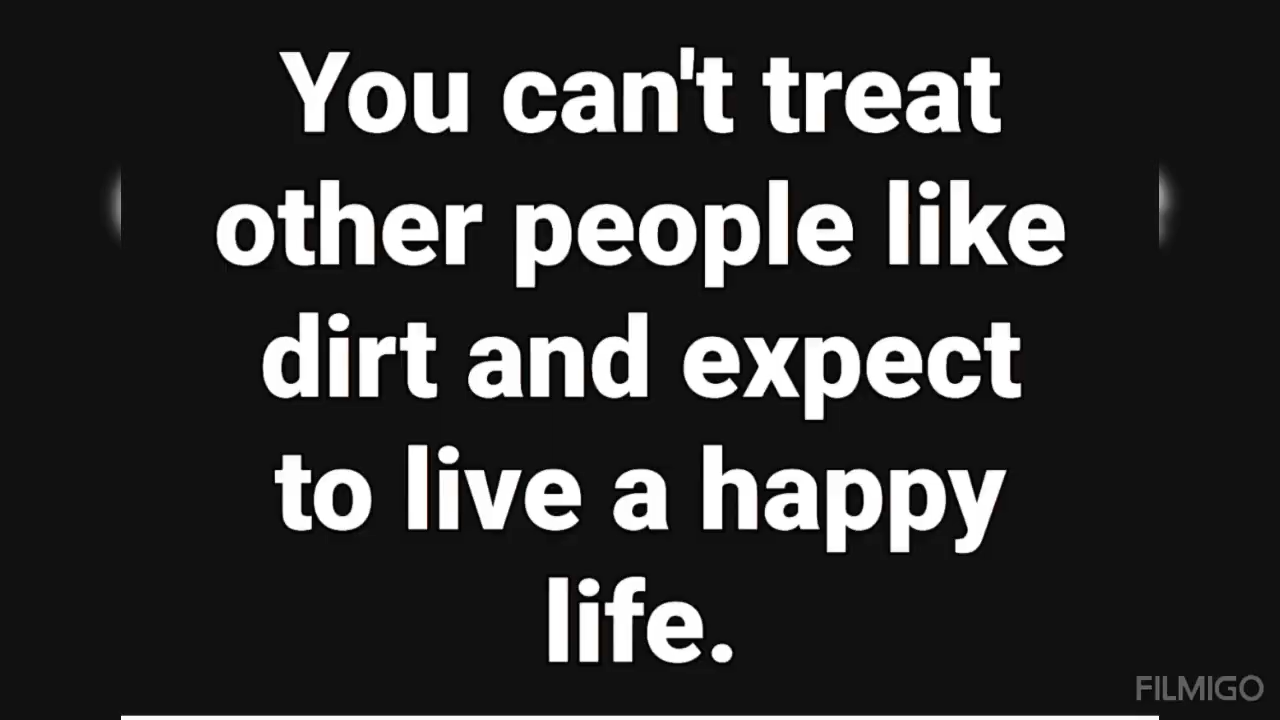 You can't treat
other people like
dirt and expect
to live a happy
life.
FILMIGO